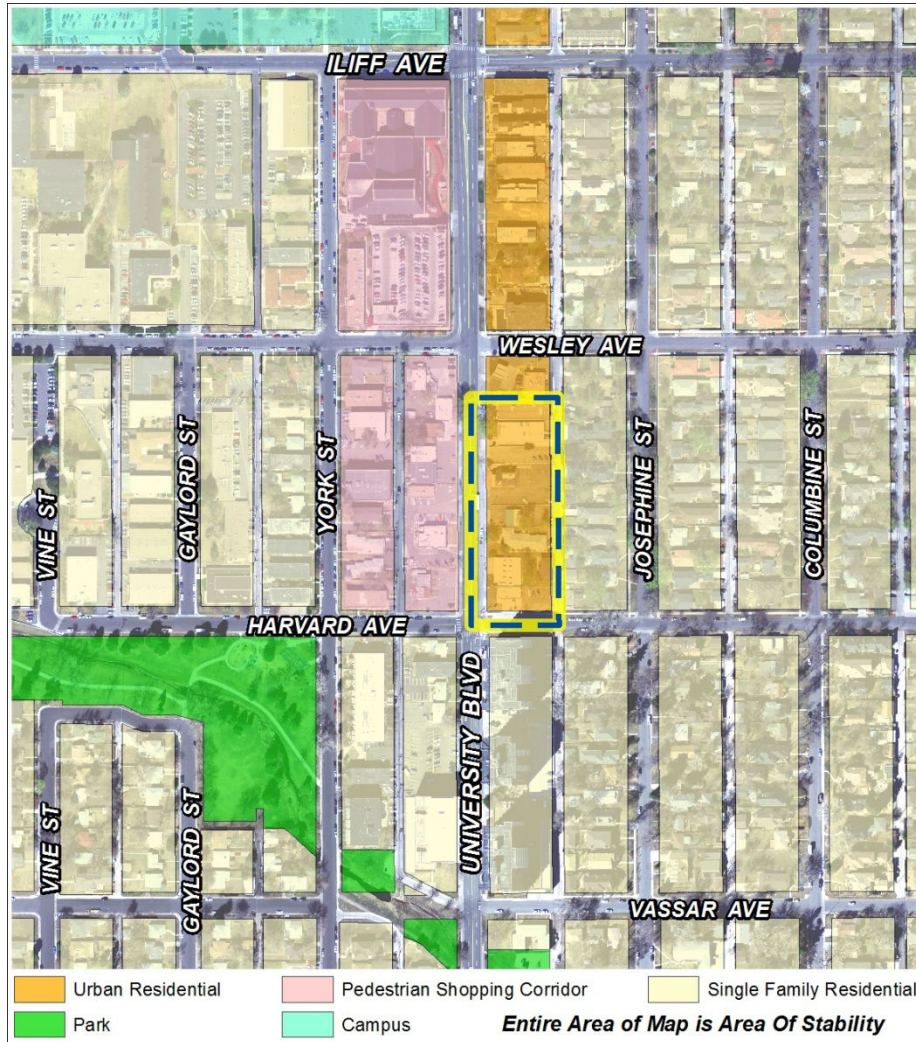 ILIFF AVE
WESLEY AVE
VINE ST
GAYLORD ST
YORK ST
JOSEPHINE ST
COLUMBINE ST
HARVARD AVE
UNIVERSITY BLVD
VINE ST
GAYLORD ST
VASSAR AVE
Urban Residential
Pedestrian Shopping Corridor
Single Family Residential
Park
Campus
Entire Area of Map is Area Of Stability